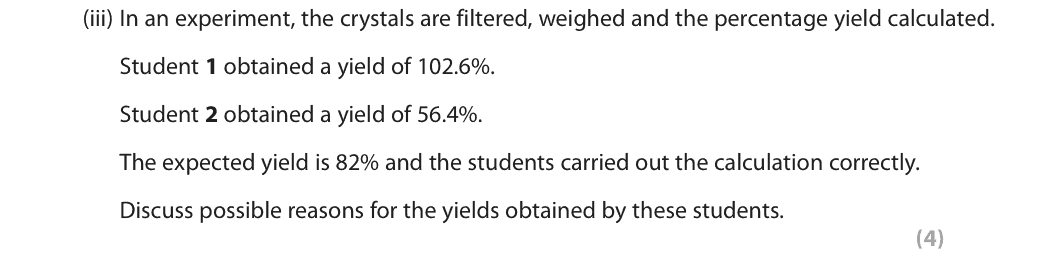 (iii) In an experiment, the crystals are filtered, weighed and the percentage yield calculated.
Student 1 obtained a yield of 102.6%.
Student 2 obtained a yield of 56.4%.
The expected yield is 82% and the students carried out the calculation correctly.
Discuss possible reasons for the yields obtained by these students.
(4)